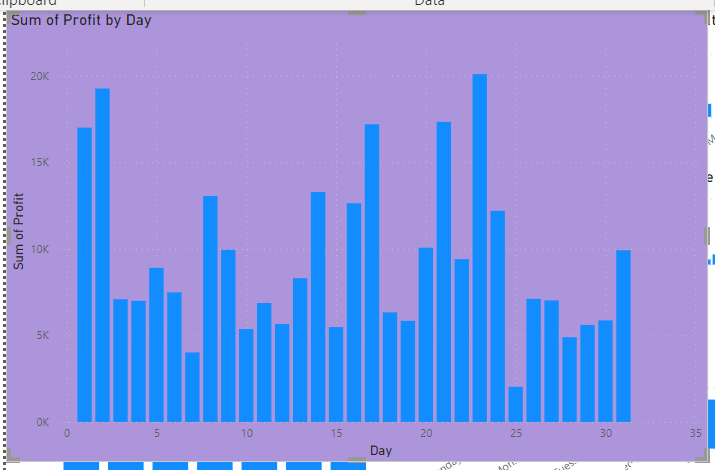 Data
Sum of Profit by Day
20K
15K
10K
5K
0K
Sum of Profit
0 5 10 15 20 25 30 35
Day